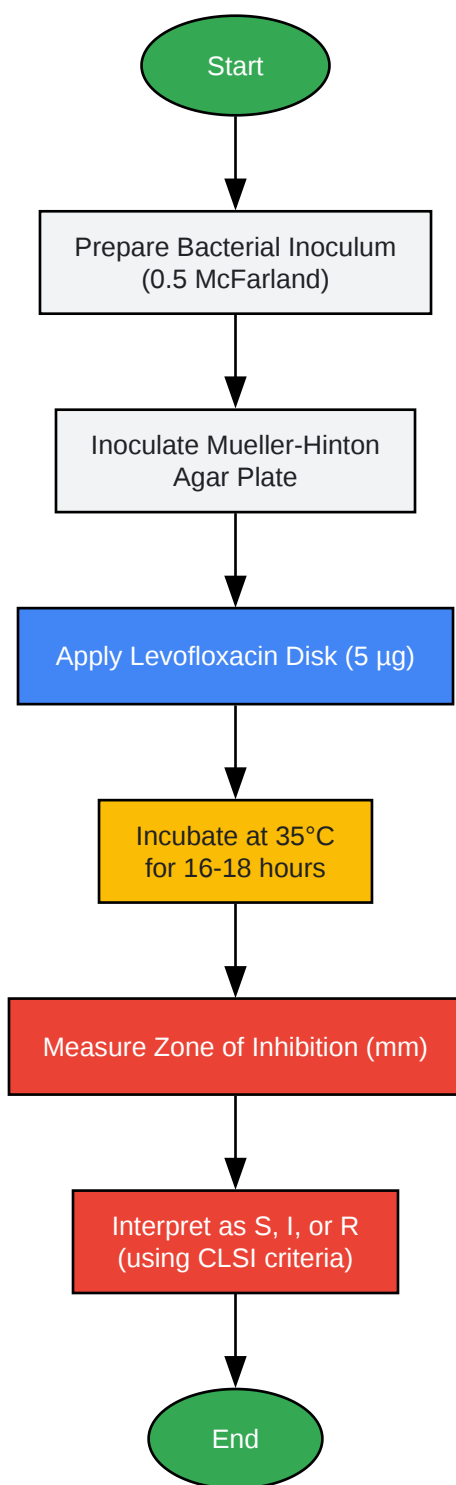 Start
Prepare Bacterial Inoculum
(0.5 McFarland)
Inoculate Mueller-Hinton
Agar Plate
Apply Levofloxacin Disk (5 µg)
Incubate at 35°C
for 16-18 hours
Measure Zone of Inhibition (mm)
Interpret as S, I, or R
(using CLSI criteria)
End